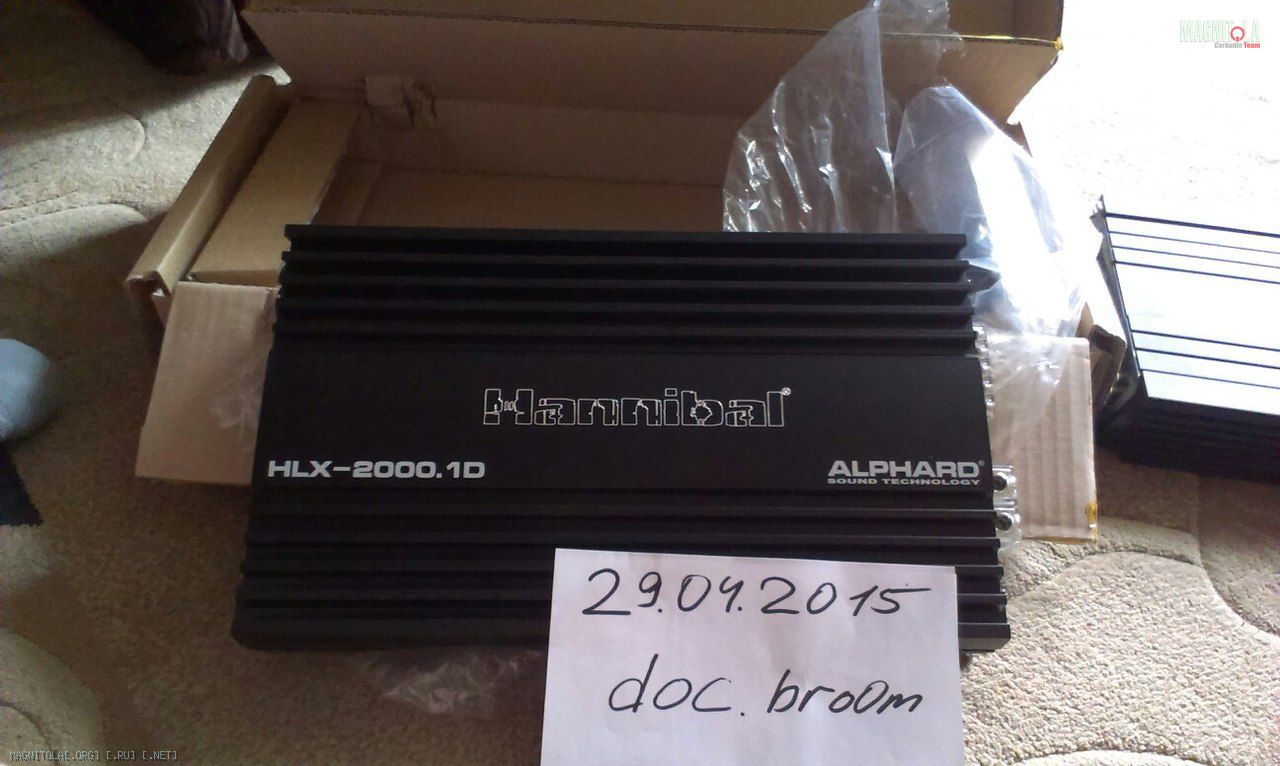 MAGNITOLA
CarAudio Team
Hannibal®
HLX-2000.1D
ALPHARD®
SOUND TECHNOLOGY
29.04.2015
doc.broom
MAGNITOLA[.ORG] [.RU] [.NET]